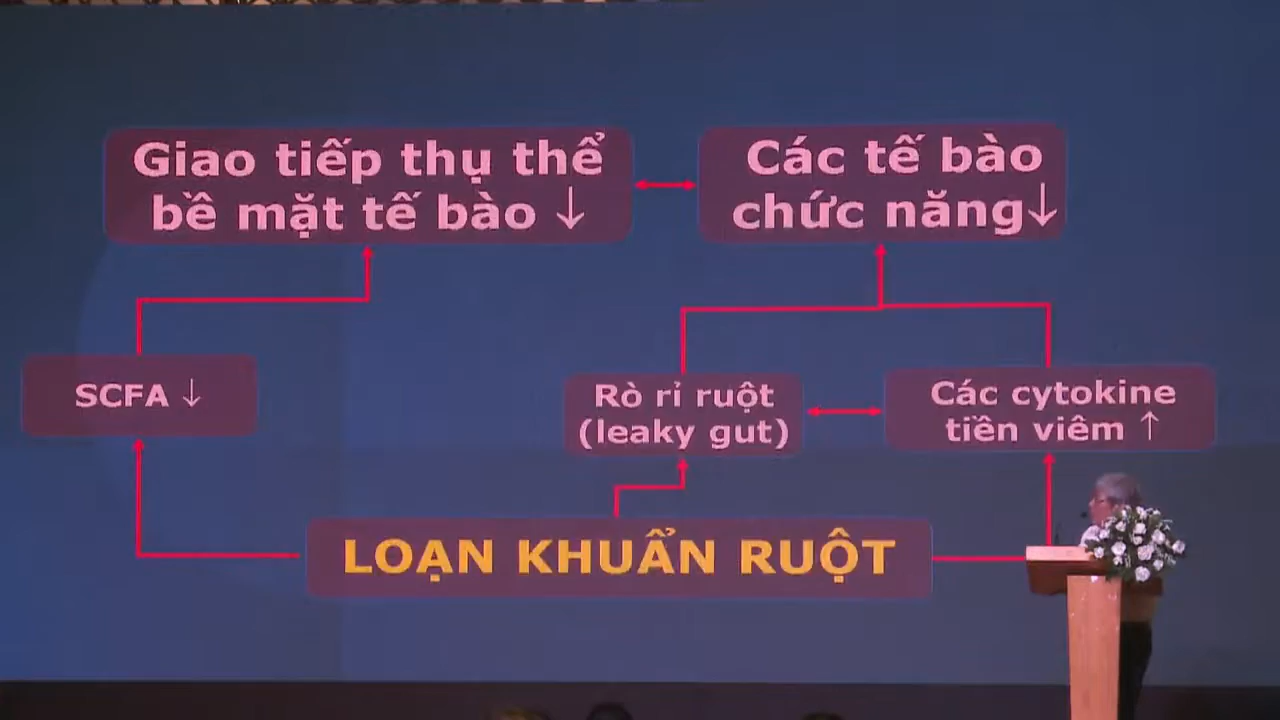 Giao tiếp thụ thể
bề mặt tế bào ↓
Các tế bào
chức năng↓
SCFA ↓
Rò rỉ ruột
(leaky gut)
Các cytokine
tiền viêm ↑
LOẠN KHUẨN RUỘT